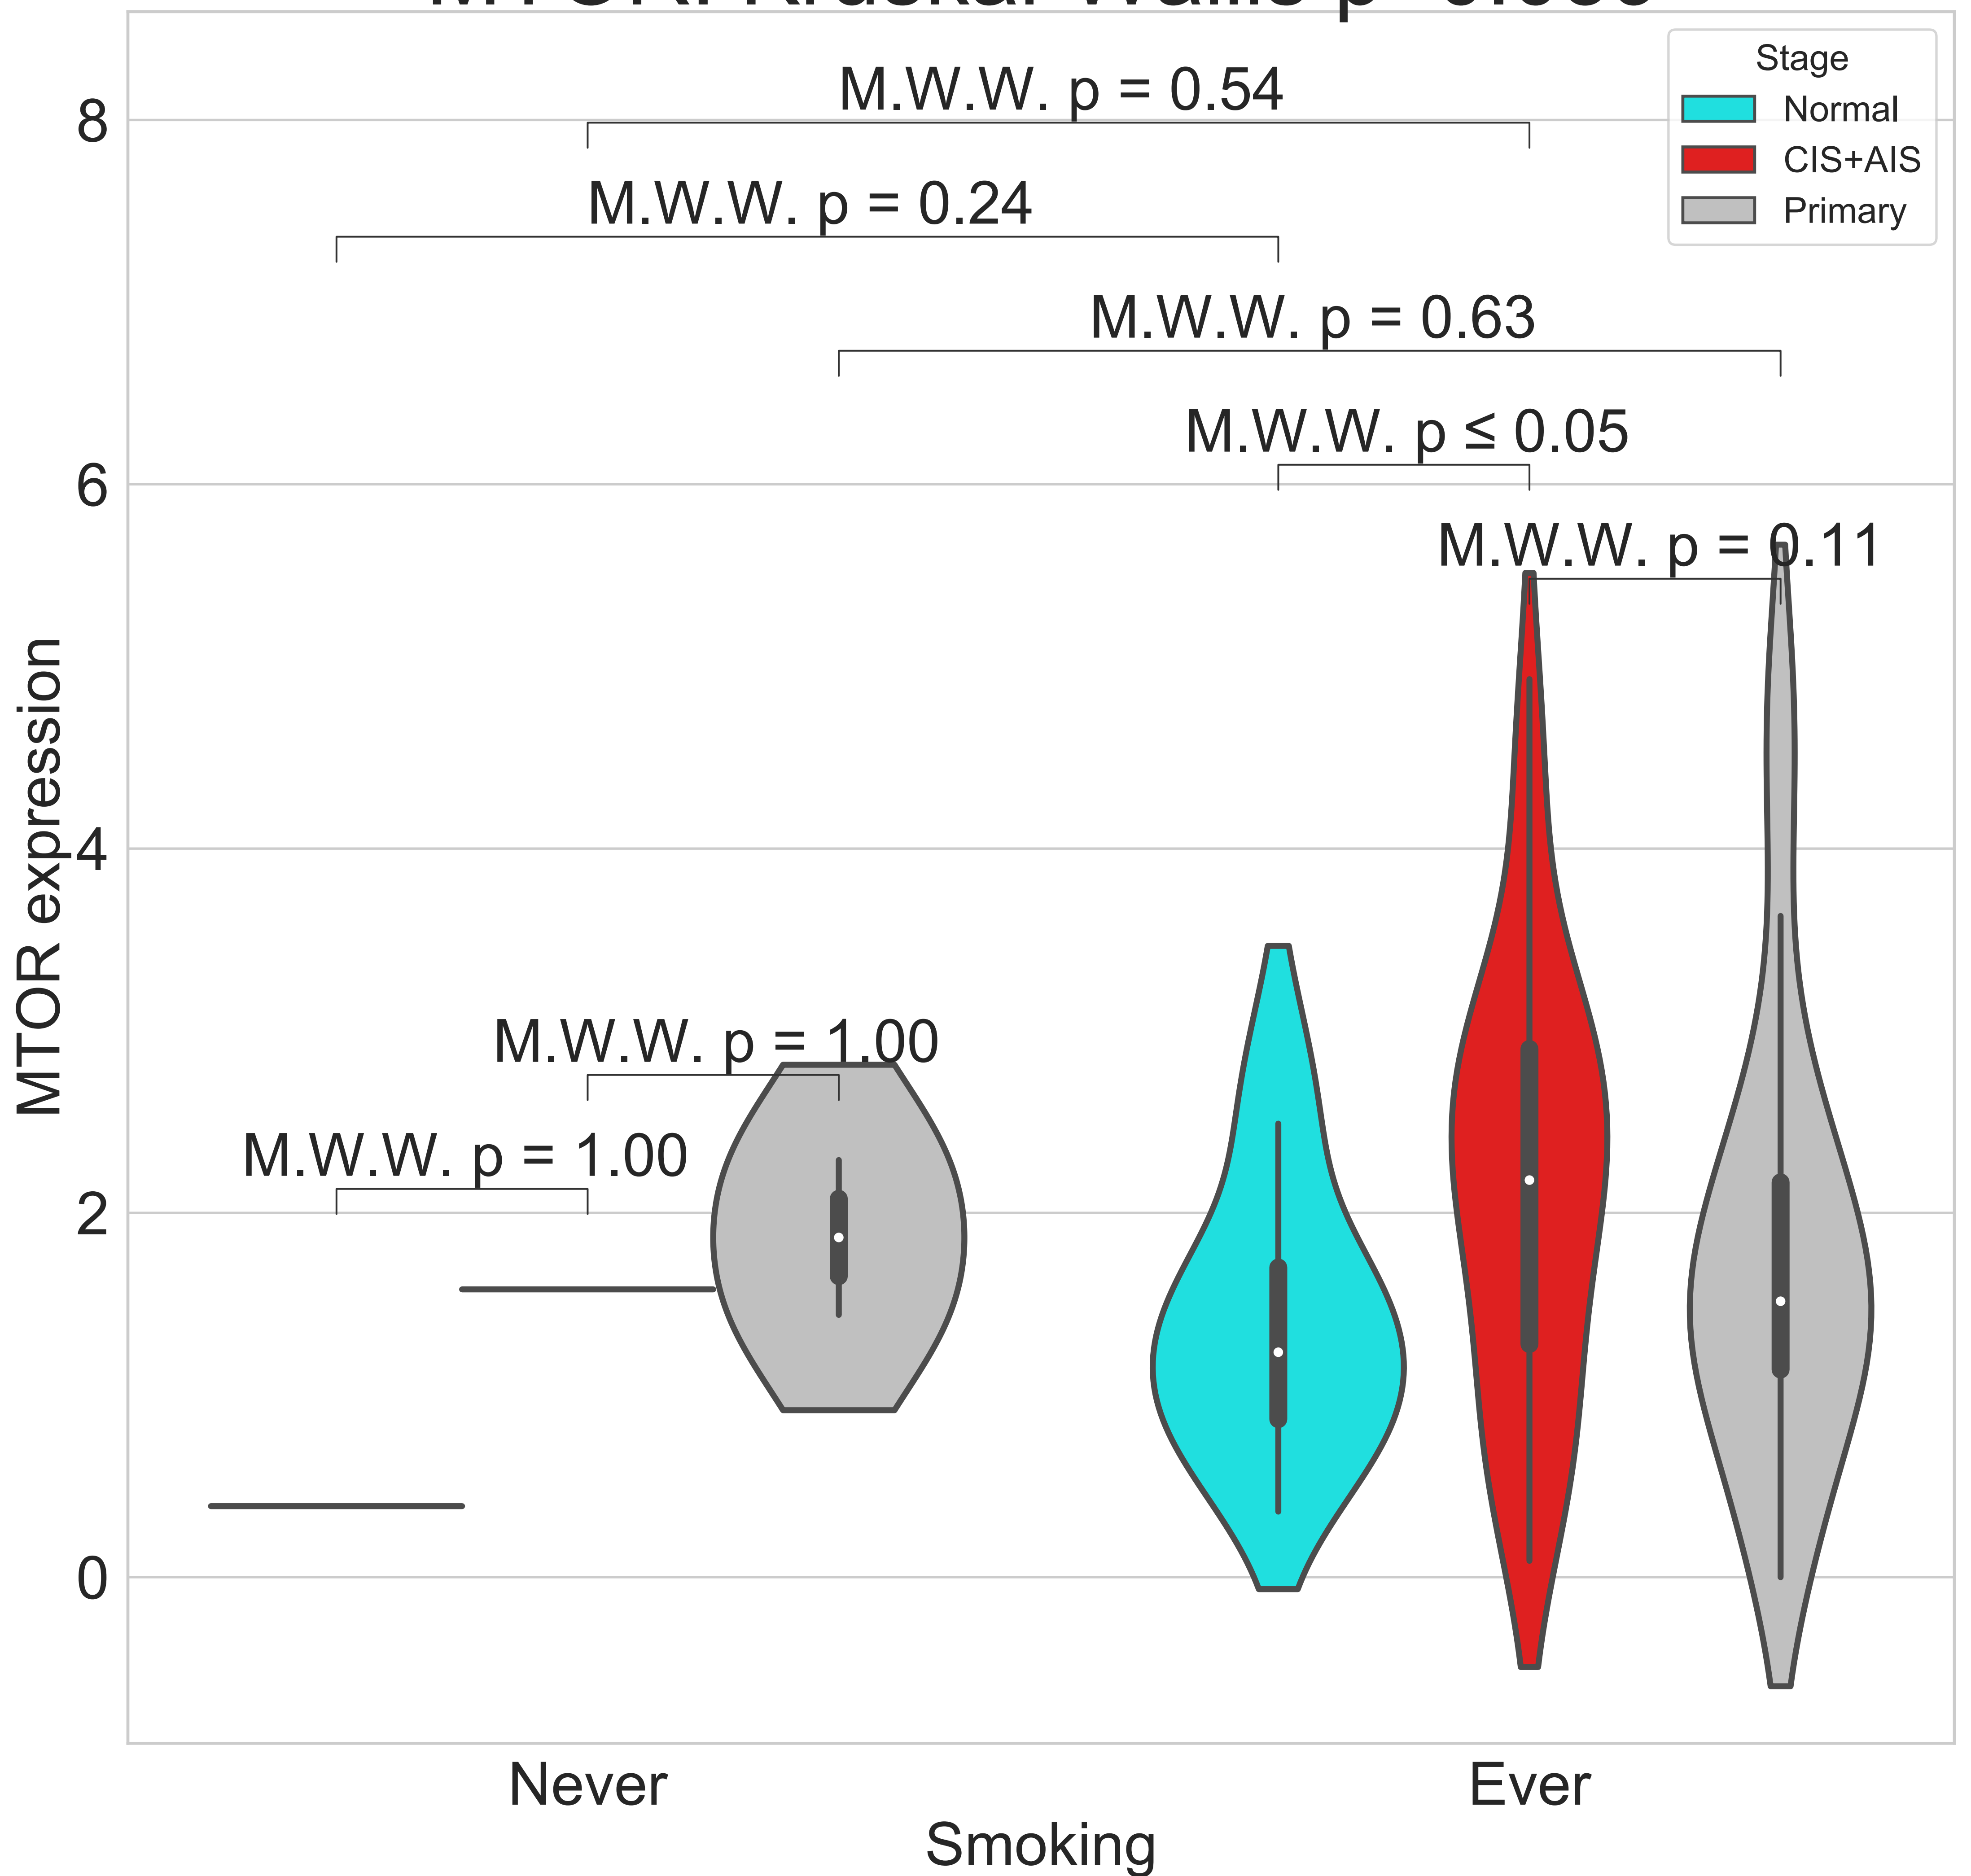 Stage
Normal
CIS+AIS
Primary
M.W.W. p = 0.54
M.W.W. p = 0.24
M.W.W. p = 0.63
M.W.W. p ≤ 0.05
M.W.W. p = 0.11
M.W.W. p = 1.00
M.W.W. p = 1.00
8
6
4
2
0
MTOR expression
Never
Ever
Smoking